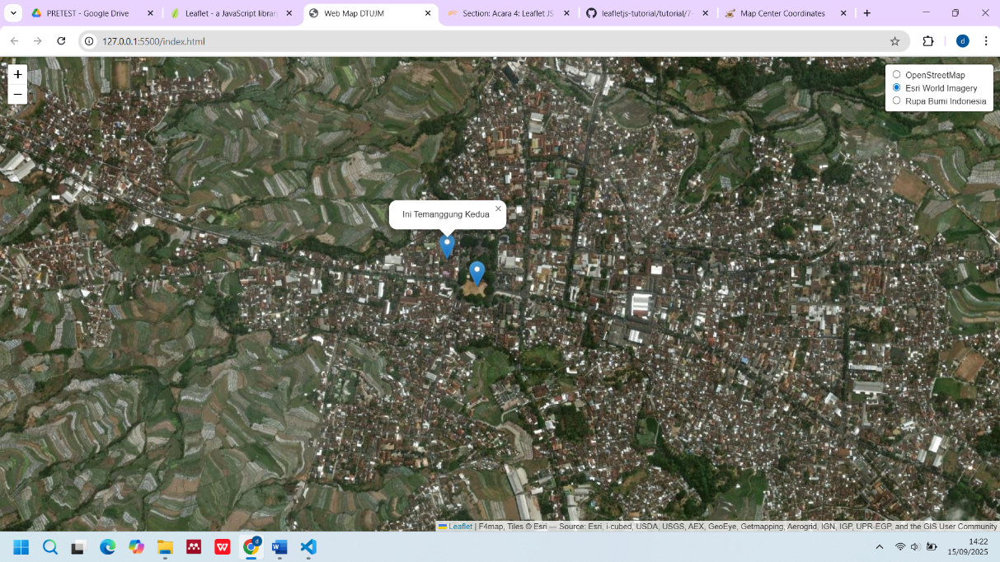 PRETEST - Google Drive
Leaflet - a JavaScript library
Web Map DTUJM
Section: Acara 4: Leaflet JS
leafletjs-tutorial/tutorial/7-
Map Center Coordinates
127.0.0.1:5500/index.html
d
+
−
OpenStreetMap
Esri World Imagery
Rupa Bumi Indonesia
Ini Temanggung Kedua
Leaflet | F4map, Tiles © Esri — Source: Esri, i-cubed, USDA, USGS, AEX, GeoEye, Getmapping, Aerogrid, IGN, IGP, UPR-EGP, and the GIS User Community
14:22
15/09/2025